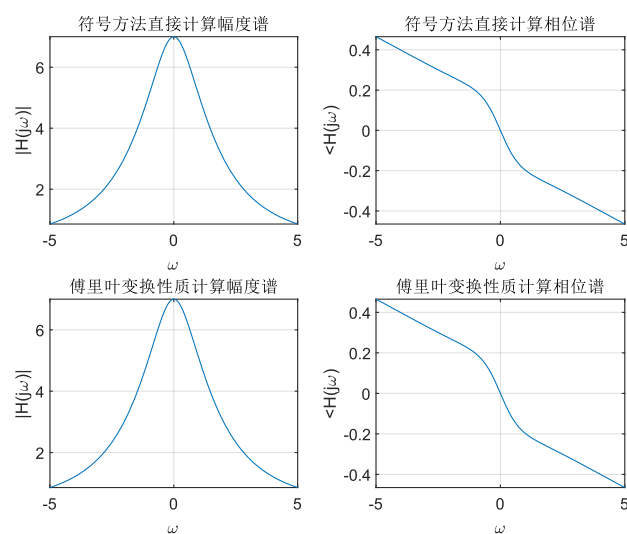 符号方法直接计算幅度谱
|H(jω)|
6
4
2
-5 0 5
ω
符号方法直接计算相位谱
<H(jω)
0.4
0.2
0
-0.2
-0.4
-5 0 5
ω
傅里叶变换性质计算幅度谱
|H(jω)|
6
4
2
-5 0 5
ω
傅里叶变换性质计算相位谱
<H(jω)
0.4
0.2
0
-0.2
-0.4
-5 0 5
ω